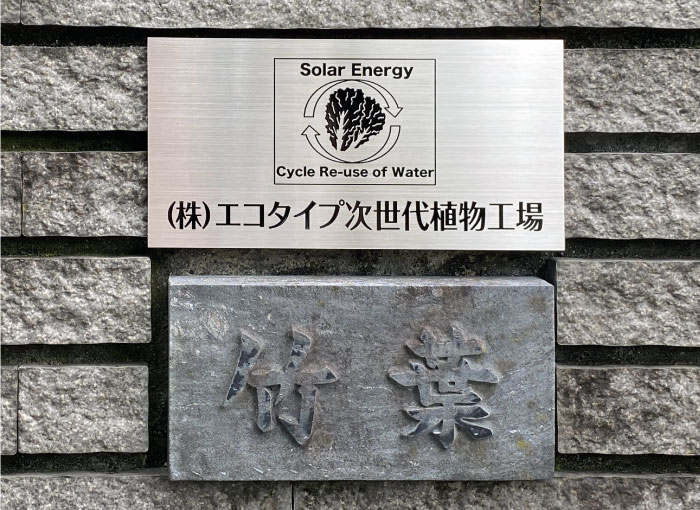 Solar Energy
Cycle Re-use of Water
(株)エコタイプ次世代植物工場
竹葉